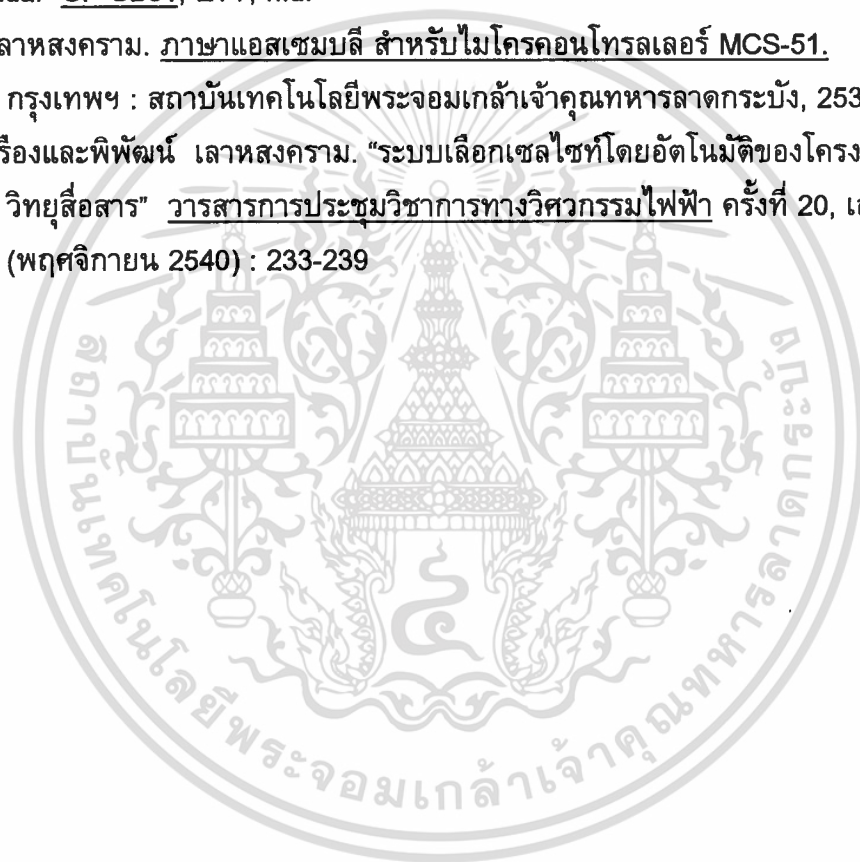 ลาหสงคราม. ภาษาแอสเซมบลี สำหรับไมโครคอนโทรลเลอร์ MCS-51.
กรุงเทพฯ : สถาบันเทคโนโลยีพระจอมเกล้าเจ้าคุณทหารลาดกระบัง, 253
รืองและพิพัฒน์ เลาหสงคราม. “ระบบเลือกเซลไซท์โดยอัตโนมัติของโครง
วิทยุสื่อสาร” วารสารการประชุมวิชาการทางวิศวกรรมไฟฟ้า ครั้งที่ 20, เ
(พฤศจิกายน 2540) : 233-239
สถาบันเทคโนโลยีพระจอมเกล้าเจ้าคุณทหารลาดกระบัง